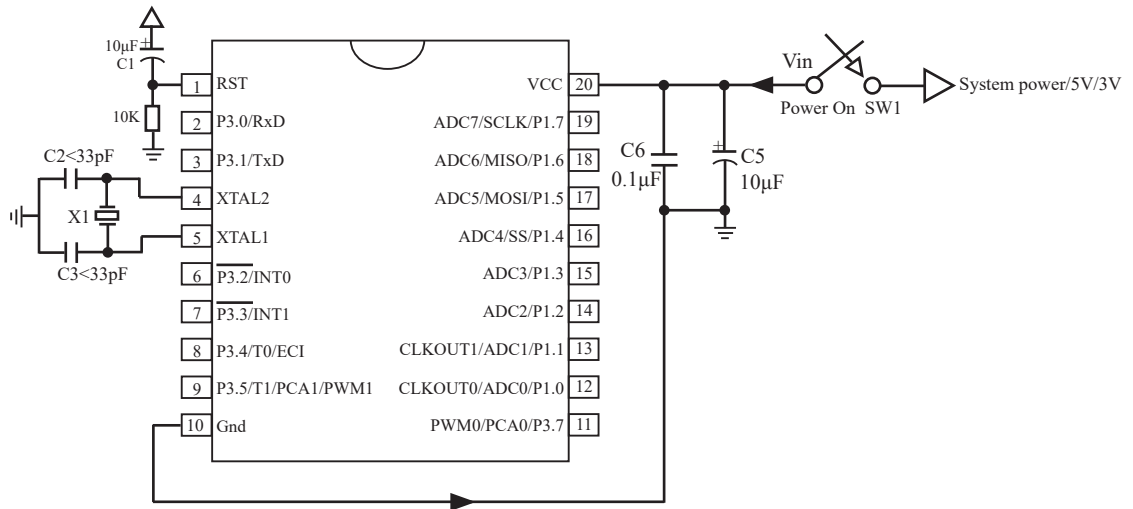 10μF +
C1
10K
C2<33pF
X1
C3<33pF
1 RST
2 P3.0/RxD
3 P3.1/TxD
4 XTAL2
5 XTAL1
6 P3.2/INT0
7 P3.3/INT1
8 P3.4/T0/ECI
9 P3.5/T1/PCA1/PWM1
10 Gnd
VCC 20
ADC7/SCLK/P1.7 19
ADC6/MISO/P1.6 18
ADC5/MOSI/P1.5 17
ADC4/SS/P1.4 16
ADC3/P1.3 15
ADC2/P1.2 14
CLKOUT1/ADC1/P1.1 13
CLKOUT0/ADC0/P1.0 12
PWM0/PCA0/P3.7 11
C6
0.1μF
+
C5
10μF
Vin
Power On SW1
System power/5V/3V